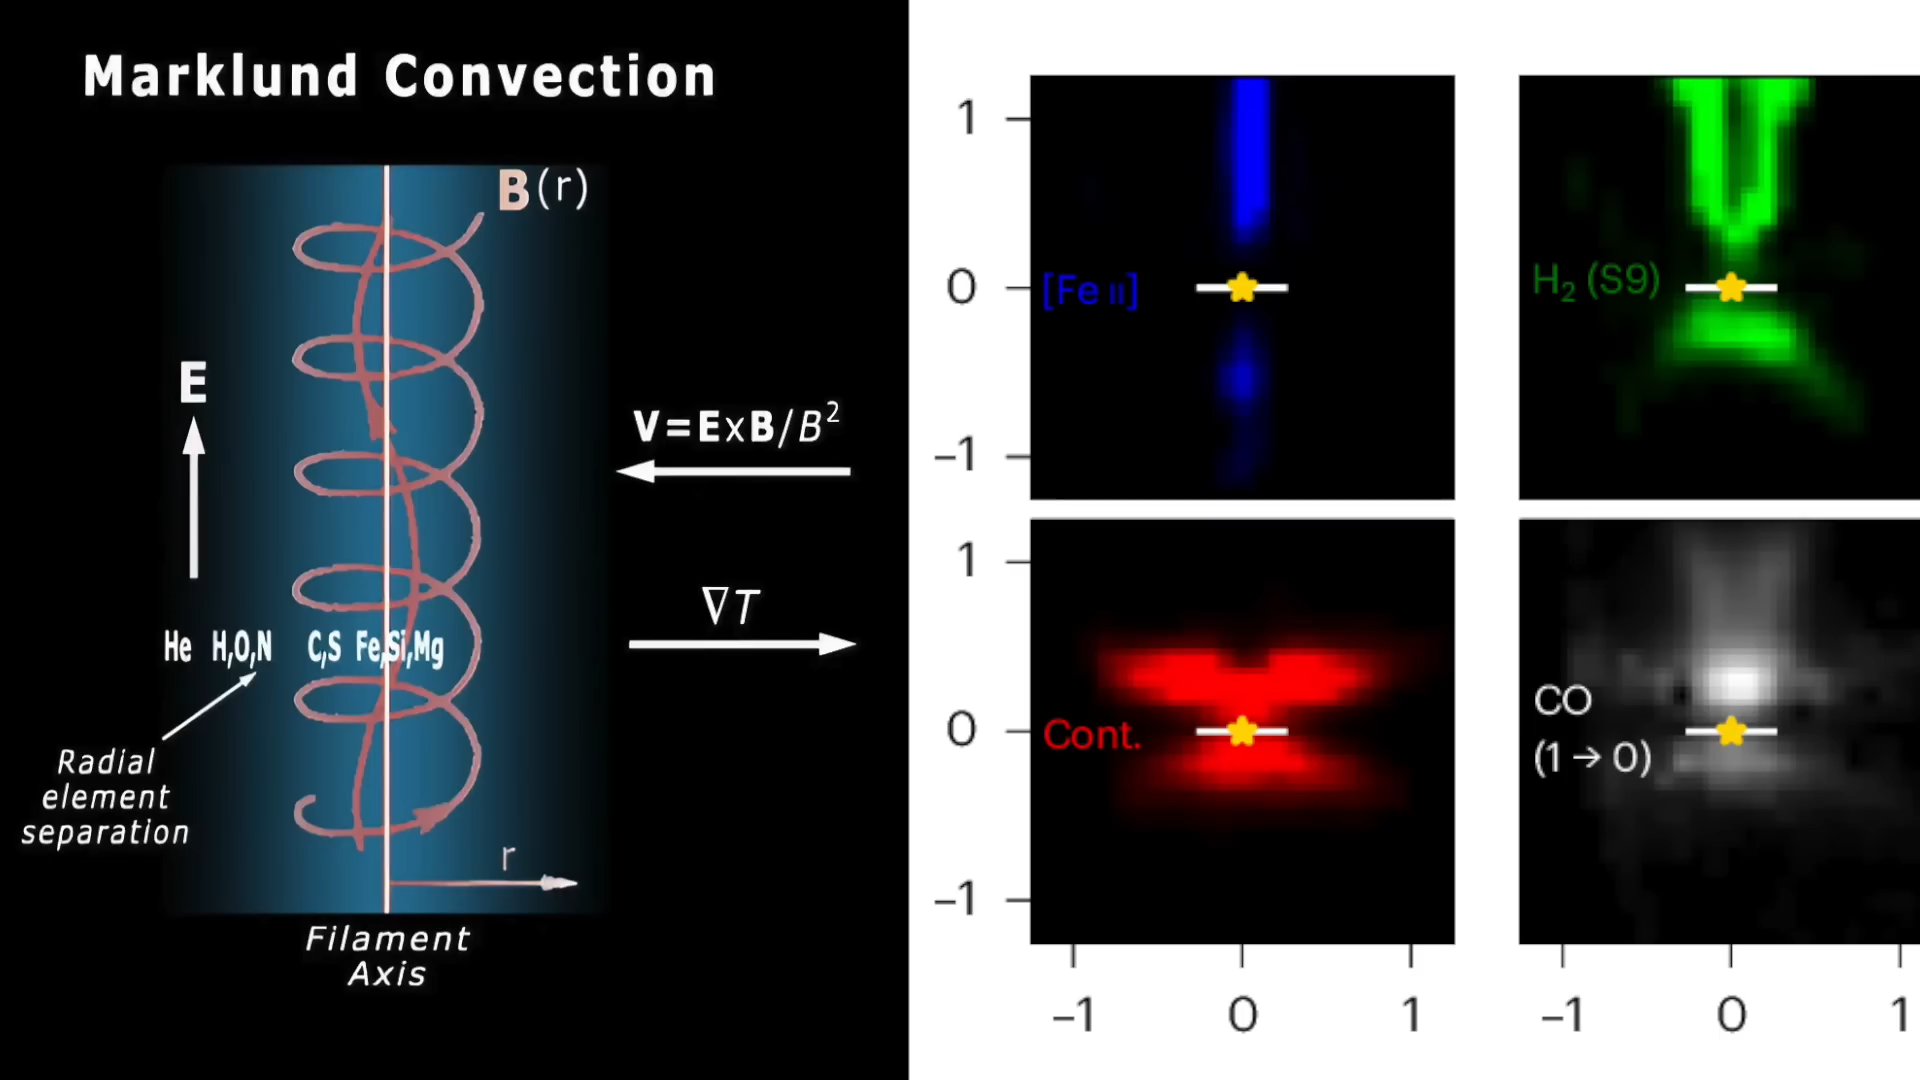 Marklund Convection
B(r)
E
V=ExB/B²
∇T
He H,O,N C,S Fe,Si,Mg
Radial
element
separation
r
Filament
Axis
1
0
−1
[Fe II]
H₂ (S9)
1
0
−1
Cont.
CO
(1 → 0)
−1 0 1
−1 0 1